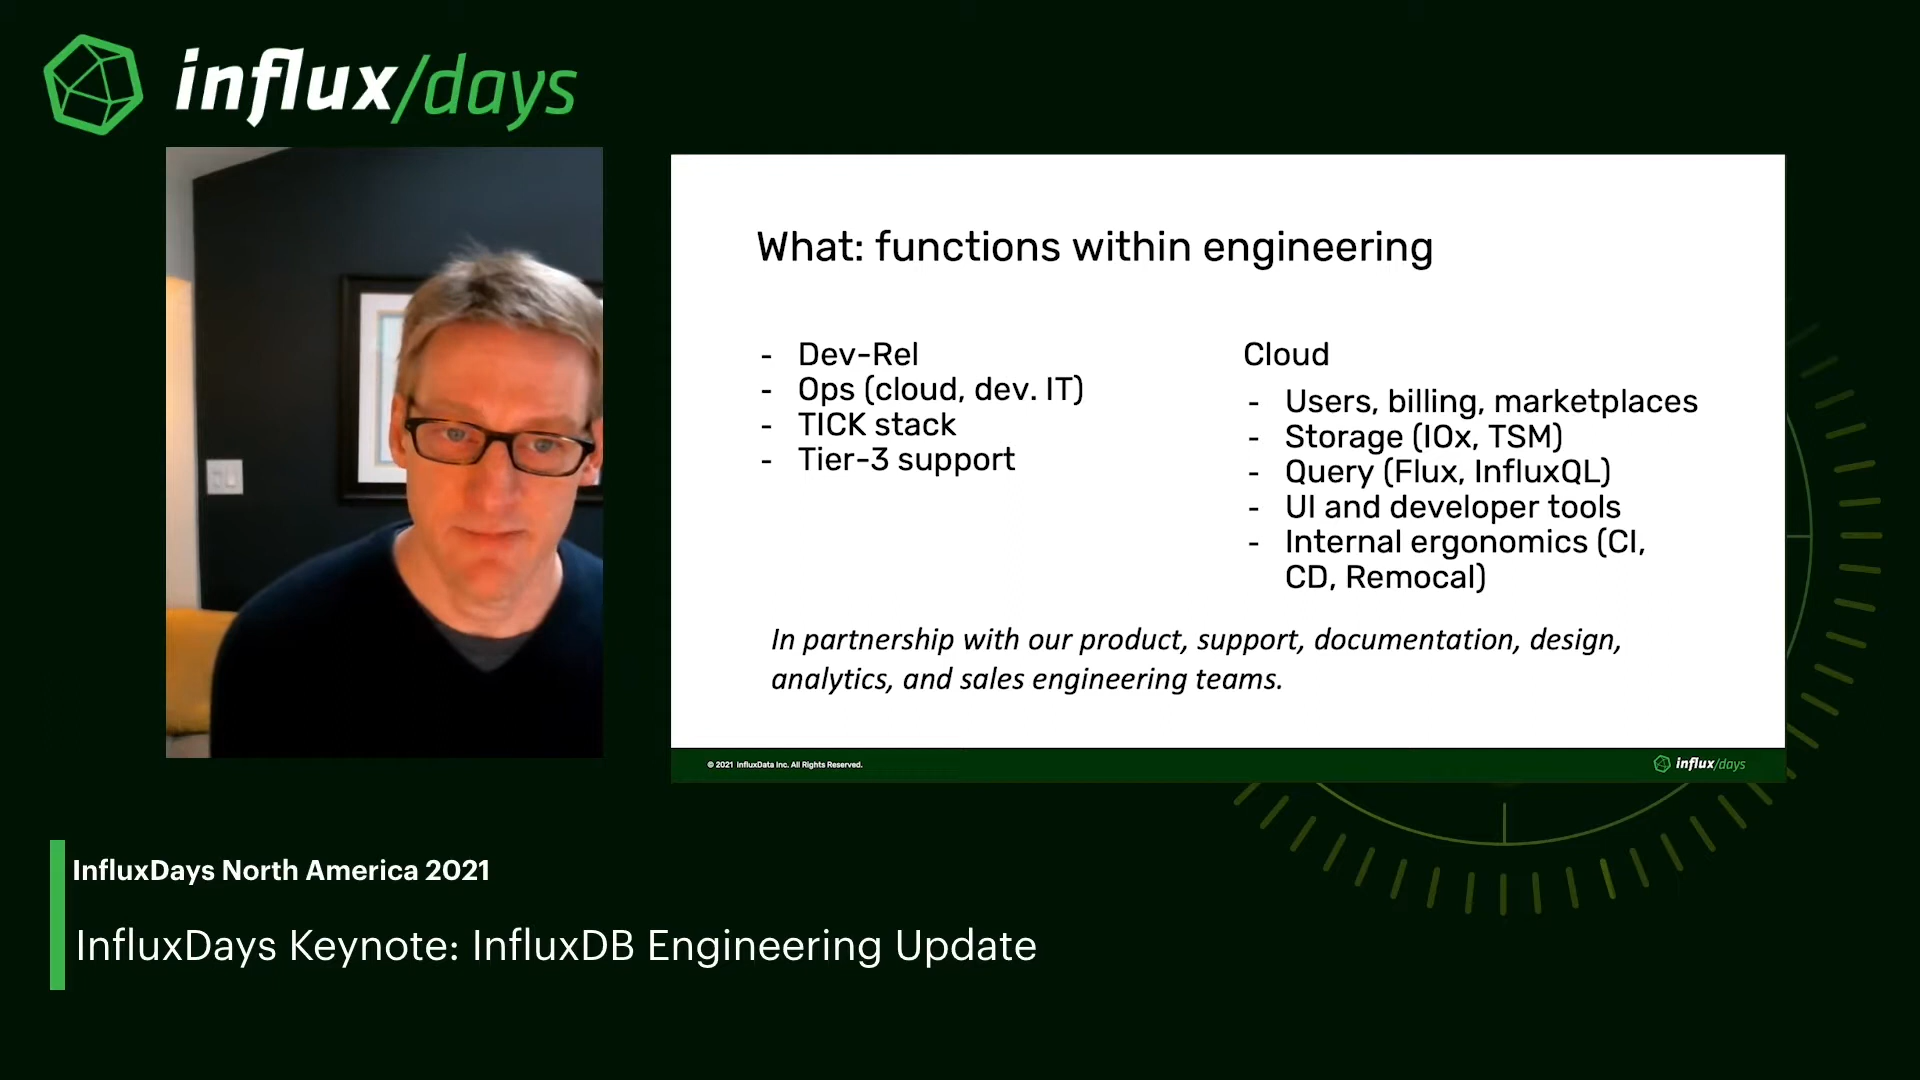 influx/days
What: functions within engineering
- Dev-Rel
- Ops (cloud, dev. IT)
- TICK stack
- Tier-3 support
Cloud
- Users, billing, marketplaces
- Storage (IOx, TSM)
- Query (Flux, InfluxQL)
- UI and developer tools
- Internal ergonomics (CI,
CD, Remocal)
In partnership with our product, support, documentation, design,
analytics, and sales engineering teams.
© 2021 InfluxData Inc. All Rights Reserved.
influx/days
InfluxDays North America 2021
InfluxDays Keynote: InfluxDB Engineering Update